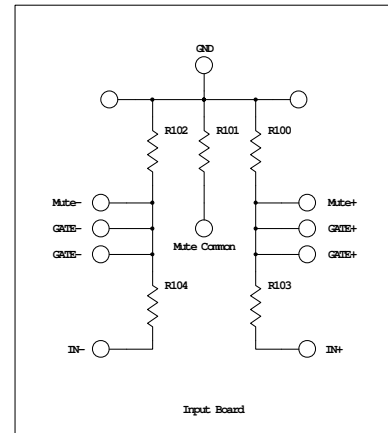 GND
R102 R101 R100
Mute- Mute+
GATE- GATE+
Mute Common
GATE- GATE+
R104 R103
IN- IN+
Input Board